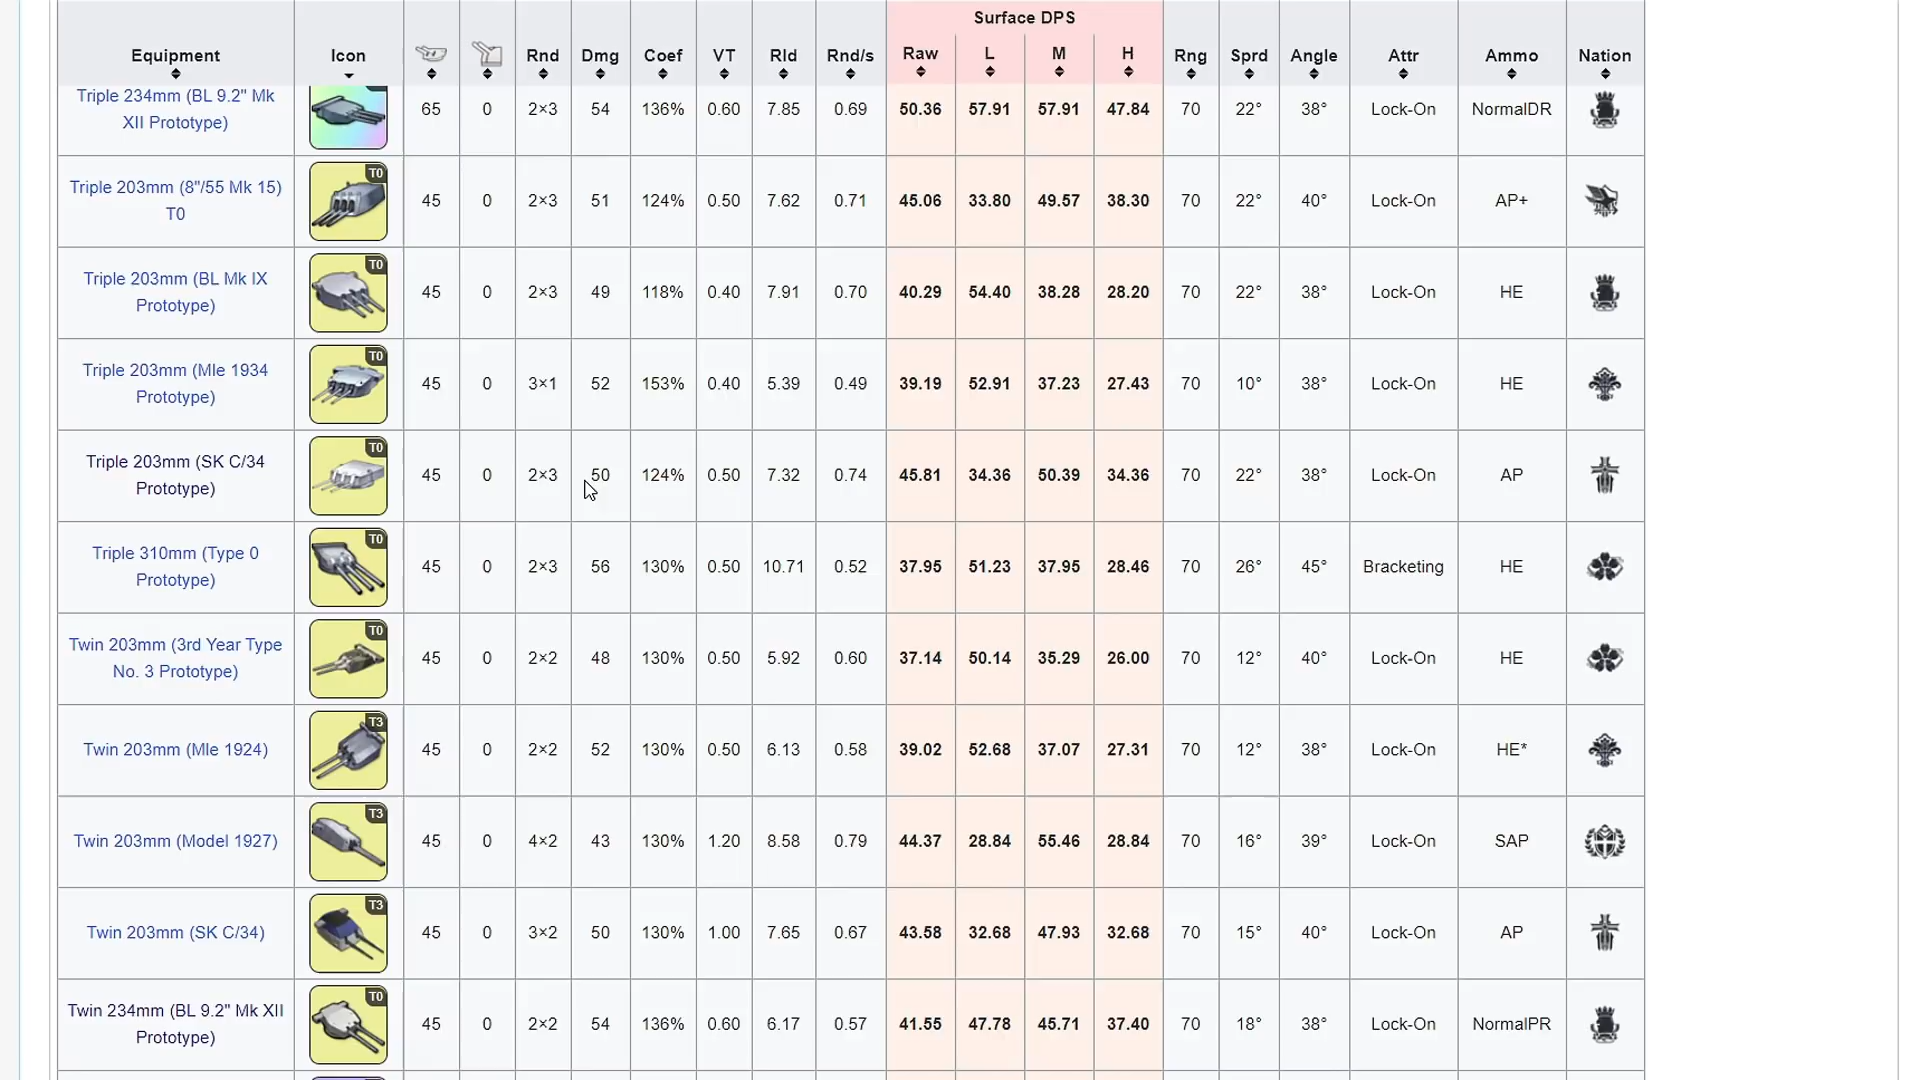 Surface DPS
Equipment Icon Rnd Dmg Coef VT Rld Rnd/s Raw L M H Rng Sprd Angle Attr Ammo Nation
Triple 234mm (BL 9.2" Mk
XII Prototype)
65 0 2×3 54 136% 0.60 7.85 0.69 50.36 57.91 57.91 47.84 70 22° 38° Lock-On NormalDR
Triple 203mm (8"/55 Mk 15)
T0
T0
45 0 2×3 51 124% 0.50 7.62 0.71 45.06 33.80 49.57 38.30 70 22° 40° Lock-On AP+
Triple 203mm (BL Mk IX
Prototype)
T0
45 0 2×3 49 118% 0.40 7.91 0.70 40.29 54.40 38.28 28.20 70 22° 38° Lock-On HE
Triple 203mm (Mle 1934
Prototype)
T0
45 0 3×1 52 153% 0.40 5.39 0.49 39.19 52.91 37.23 27.43 70 10° 38° Lock-On HE
Triple 203mm (SK C/34
Prototype)
T0
45 0 2×3 50 124% 0.50 7.32 0.74 45.81 34.36 50.39 34.36 70 22° 38° Lock-On AP
Triple 310mm (Type 0
Prototype)
T0
45 0 2×3 56 130% 0.50 10.71 0.52 37.95 51.23 37.95 28.46 70 26° 45° Bracketing HE
Twin 203mm (3rd Year Type
No. 3 Prototype)
T0
45 0 2×2 48 130% 0.50 5.92 0.60 37.14 50.14 35.29 26.00 70 12° 40° Lock-On HE
Twin 203mm (Mle 1924)
T3
45 0 2×2 52 130% 0.50 6.13 0.58 39.02 52.68 37.07 27.31 70 12° 38° Lock-On HE*
Twin 203mm (Model 1927)
T3
45 0 4×2 43 130% 1.20 8.58 0.79 44.37 28.84 55.46 28.84 70 16° 39° Lock-On SAP
Twin 203mm (SK C/34)
T3
45 0 3×2 50 130% 1.00 7.65 0.67 43.58 32.68 47.93 32.68 70 15° 40° Lock-On AP
Twin 234mm (BL 9.2" Mk XII
Prototype)
T0
45 0 2×2 54 136% 0.60 6.17 0.57 41.55 47.78 45.71 37.40 70 18° 38° Lock-On NormalPR